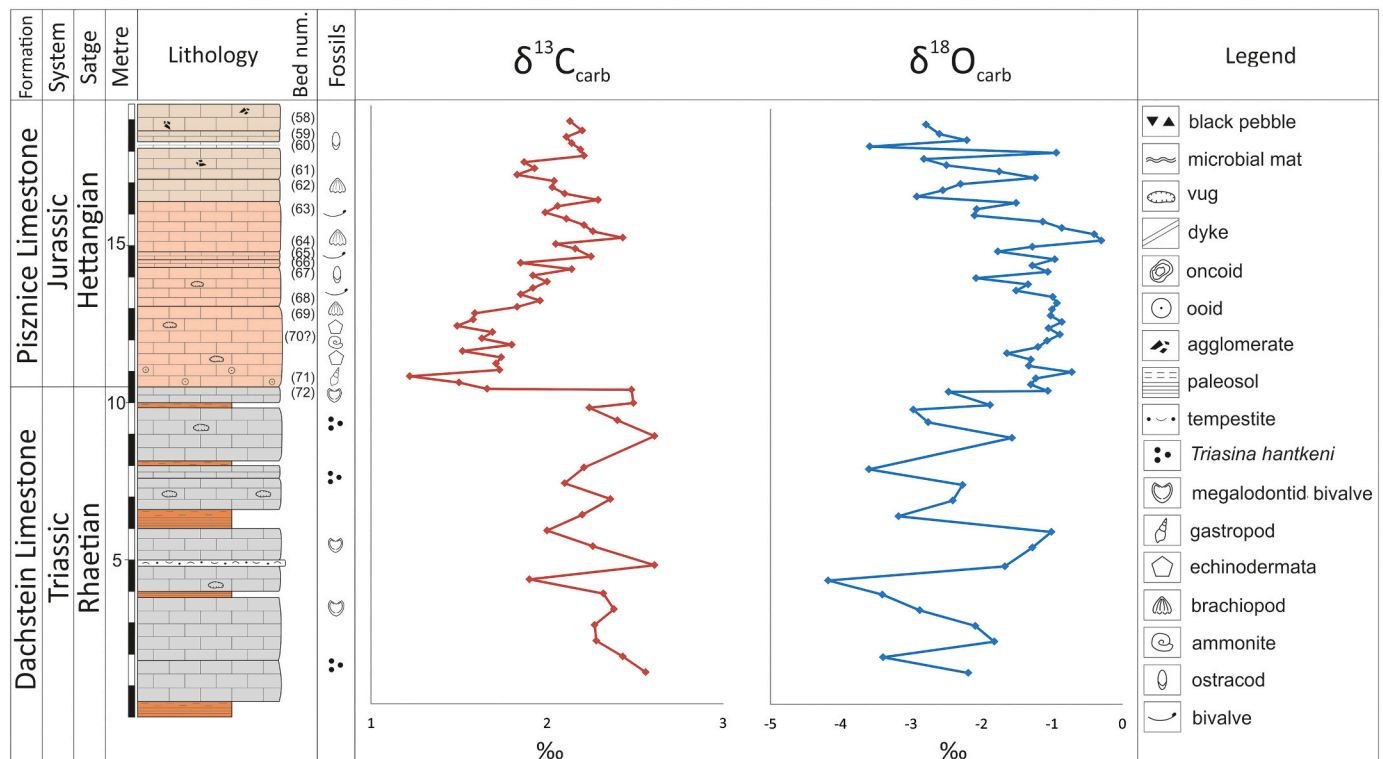 Formation
System
Satge
Metre
Lithology
Bed num.
Fossils
δ¹³Ccarb
δ¹⁸Ocarb
Legend
Pisznice Limestone
Jurassic
Hettangian
Dachstein Limestone
Triassic
Rhaetian
15
10
5
(58)
(59)
(60)
(61)
(62)
(63)
(64)
(65)
(66)
(67)
(68)
(69)
(70?)
(71)
(72)
1 2 3
‰
-5 -4 -3 -2 -1 0
‰
black pebble
microbial mat
vug
dyke
oncoid
ooid
agglomerate
paleosol
tempestite
Triasina hantkeni
megalodontid bivalve
gastropod
echinodermata
brachiopod
ammonite
ostracod
bivalve